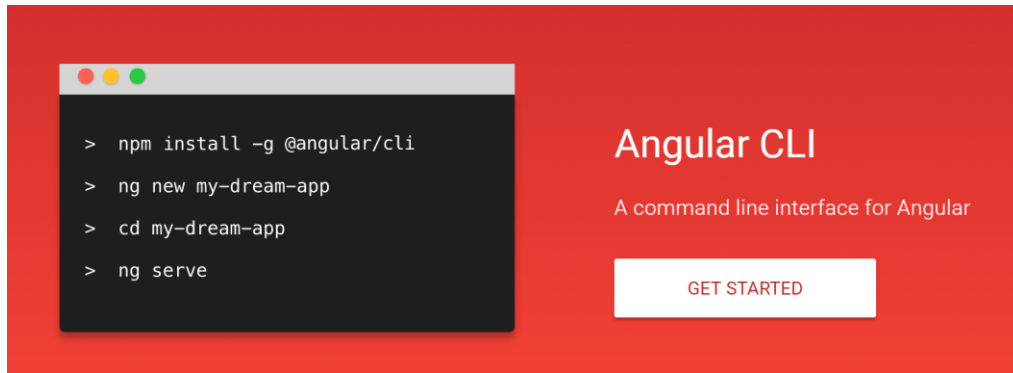 > npm install -g @angular/cli
> ng new my-dream-app
> cd my-dream-app
> ng serve
Angular CLI
A command line interface for Angular
GET STARTED